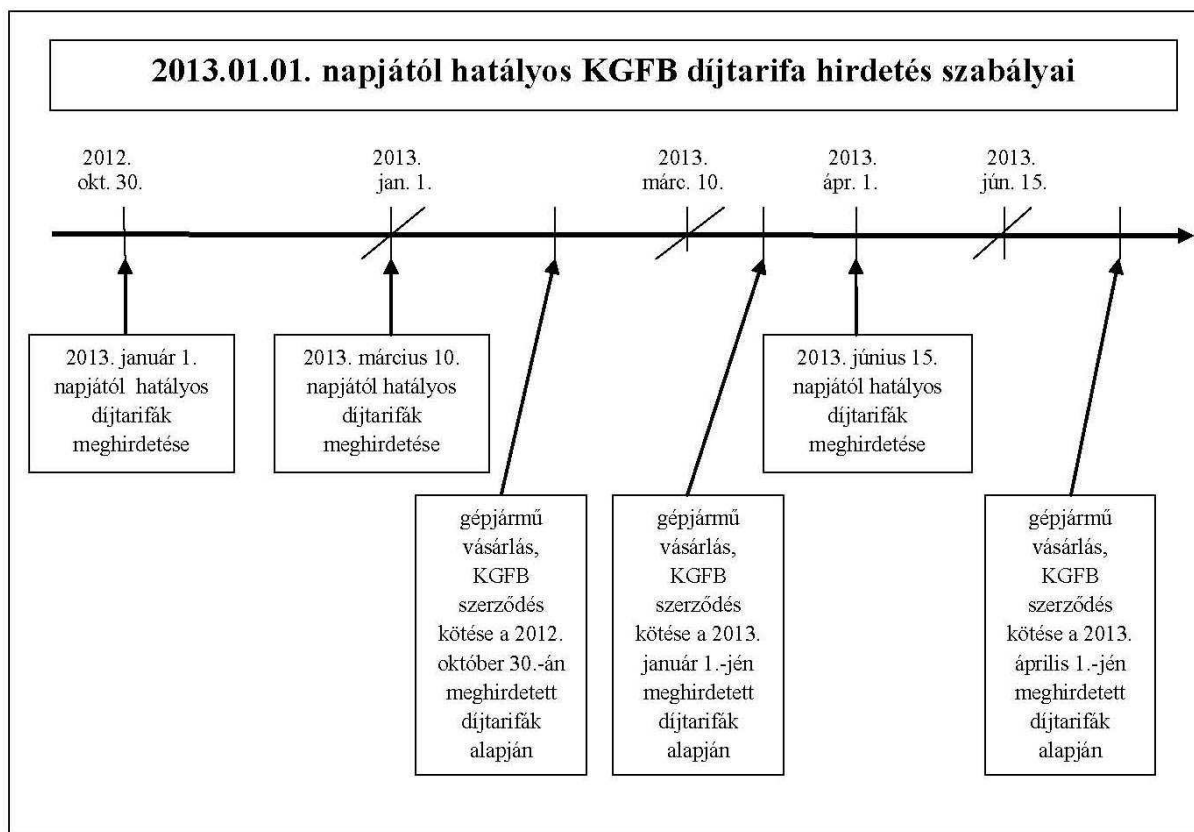 2013.01.01. napjától hatályos KGFB díjtarifa hirdetés szabályai
2012.
okt. 30.
2013.
jan. 1.
2013.
márc. 10.
2013.
ápr. 1.
2013.
jún. 15.
2013. január 1.
napjától hatályos
díjtarifák
meghirdetése
2013. március 10.
napjától hatályos
díjtarifák
meghirdetése
2013. június 15.
napjától hatályos
díjtarifák
meghirdetése
gépjármű
vásárlás,
KGFB
szerződés
kötése a 2012.
október 30.-án
meghirdetett
díjtarifák
alapján
gépjármű
vásárlás,
KGFB
szerződés
kötése a 2013.
január 1.-jén
meghirdetett
díjtarifák
alapján
gépjármű
vásárlás,
KGFB
szerződés
kötése a 2013.
április 1.-jén
meghirdetett
díjtarifák
alapján